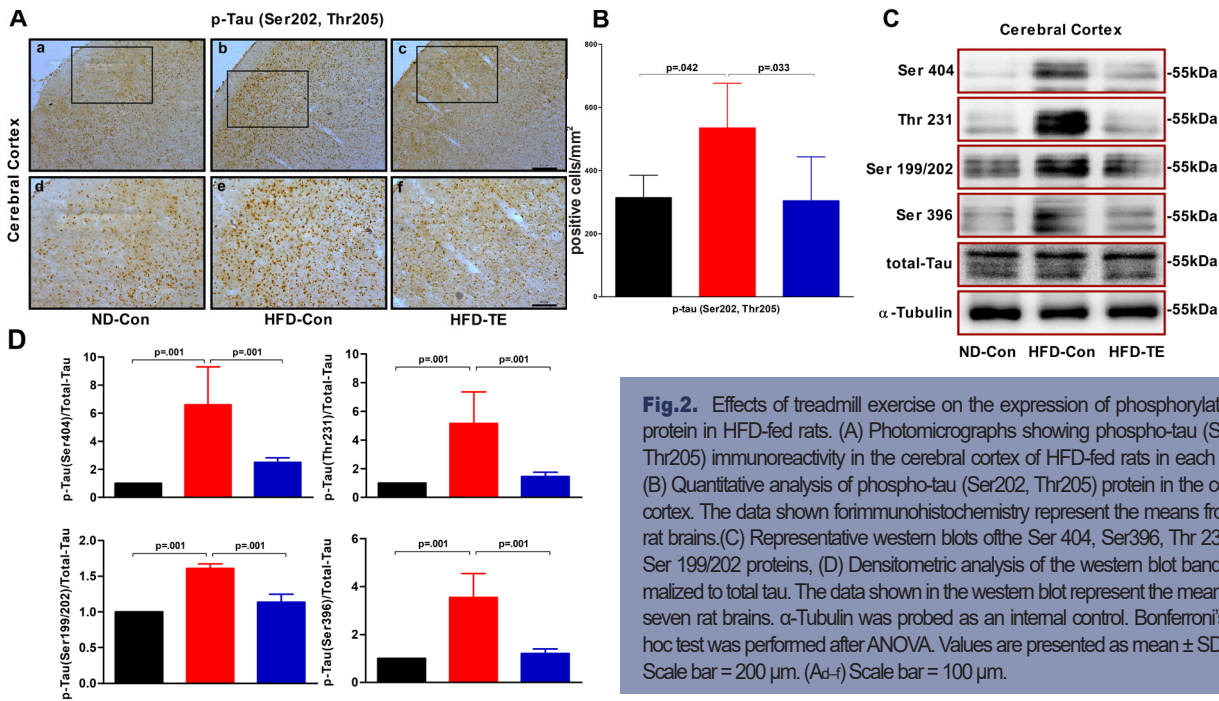 A
p-Tau (Ser202, Thr205)
Cerebral Cortex
a
b
c
d
e
f
ND-Con
HFD-Con
HFD-TE
B
positive cells/mm²
800
600
400
200
0
p=.042
p=.033
p-tau (Ser202, Thr205)
C
Cerebral Cortex
Ser 404
-55kDa
Thr 231
-55kDa
Ser 199/202
-55kDa
Ser 396
-55kDa
total-Tau
-55kDa
α-Tubulin
-55kDa
ND-Con HFD-Con HFD-TE
D
p-Tau(Ser404)/Total-Tau
10
8
6
4
2
0
p=.001
p=.001
p-Tau(Thr231)/Total-Tau
10
8
6
4
2
0
p=.001
p=.001
p-Tau(Ser199/202)/Total-Tau
2.0
1.5
1.0
0.5
0.0
p=.001
p=.001
p-Tau(Ser396)/Total-Tau
6
4
2
0
p=.001
p=.001
Fig.2. Effects of treadmill exercise on the expression of phosphorylat
protein in HFD-fed rats. (A) Photomicrographs showing phospho-tau (S
Thr205) immunoreactivity in the cerebral cortex of HFD-fed rats in each
(B) Quantitative analysis of phospho-tau (Ser202, Thr205) protein in the c
cortex. The data shown forimmunohistochemistry represent the means fro
rat brains.(C) Representative western blots ofthe Ser 404, Ser396, Thr 23
Ser 199/202 proteins, (D) Densitometric analysis of the western blot band
malized to total tau. The data shown in the western blot represent the mean
seven rat brains. α-Tubulin was probed as an internal control. Bonferroni's
hoc test was performed after ANOVA. Values are presented as mean ± SD
Scale bar = 200 µm. (Ad–f) Scale bar = 100 µm.